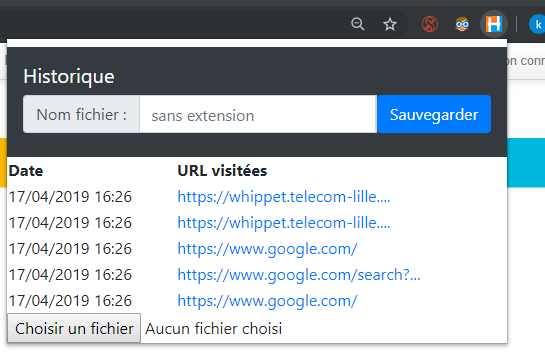 H
k
on conn
Historique
Nom fichier : sans extension Sauvegarder
Date URL visitées
17/04/2019 16:26 https://whippet.telecom-lille....
17/04/2019 16:26 https://whippet.telecom-lille....
17/04/2019 16:26 https://www.google.com/
17/04/2019 16:26 https://www.google.com/search?...
17/04/2019 16:26 https://www.google.com/
Choisir un fichier Aucun fichier choisi